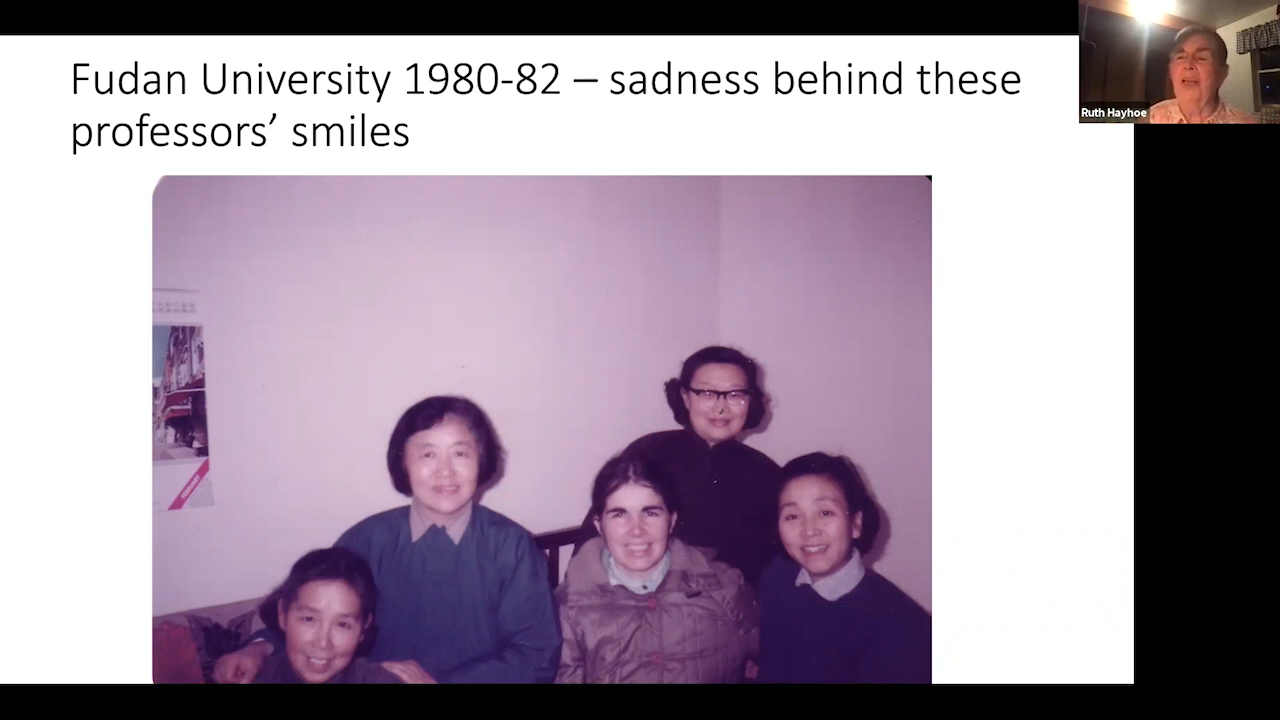 Fudan University 1980-82 – sadness behind these
professors’ smiles
Ruth Hayhoe